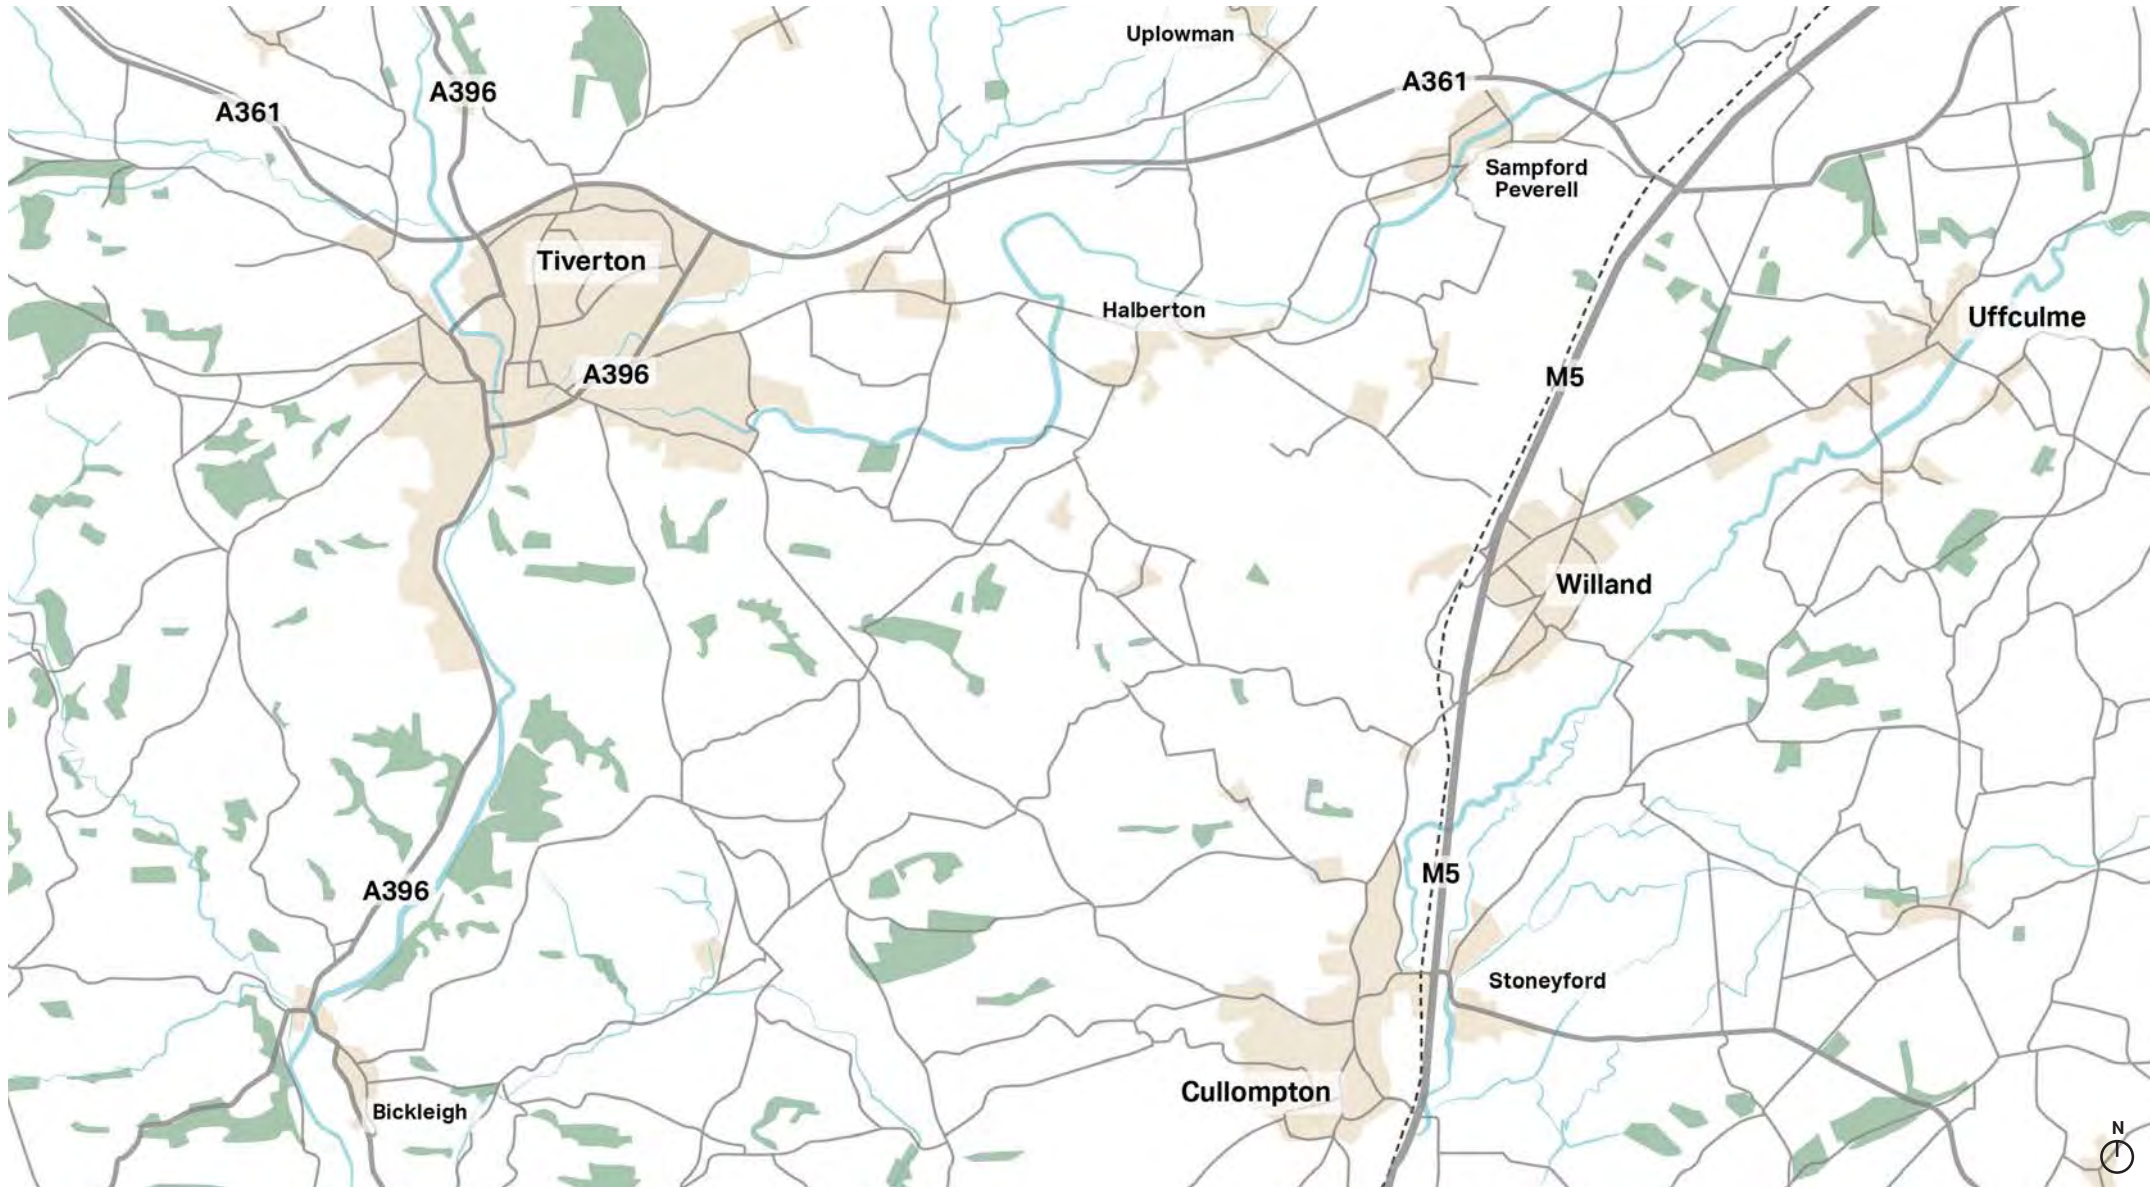 Uplowman
A361
A396
A361
Sampford
Peverell
Tiverton
Halberton
Uffculme
A396
M5
Willand
M5
A396
Stoneyford
Cullompton
Bickleigh
N